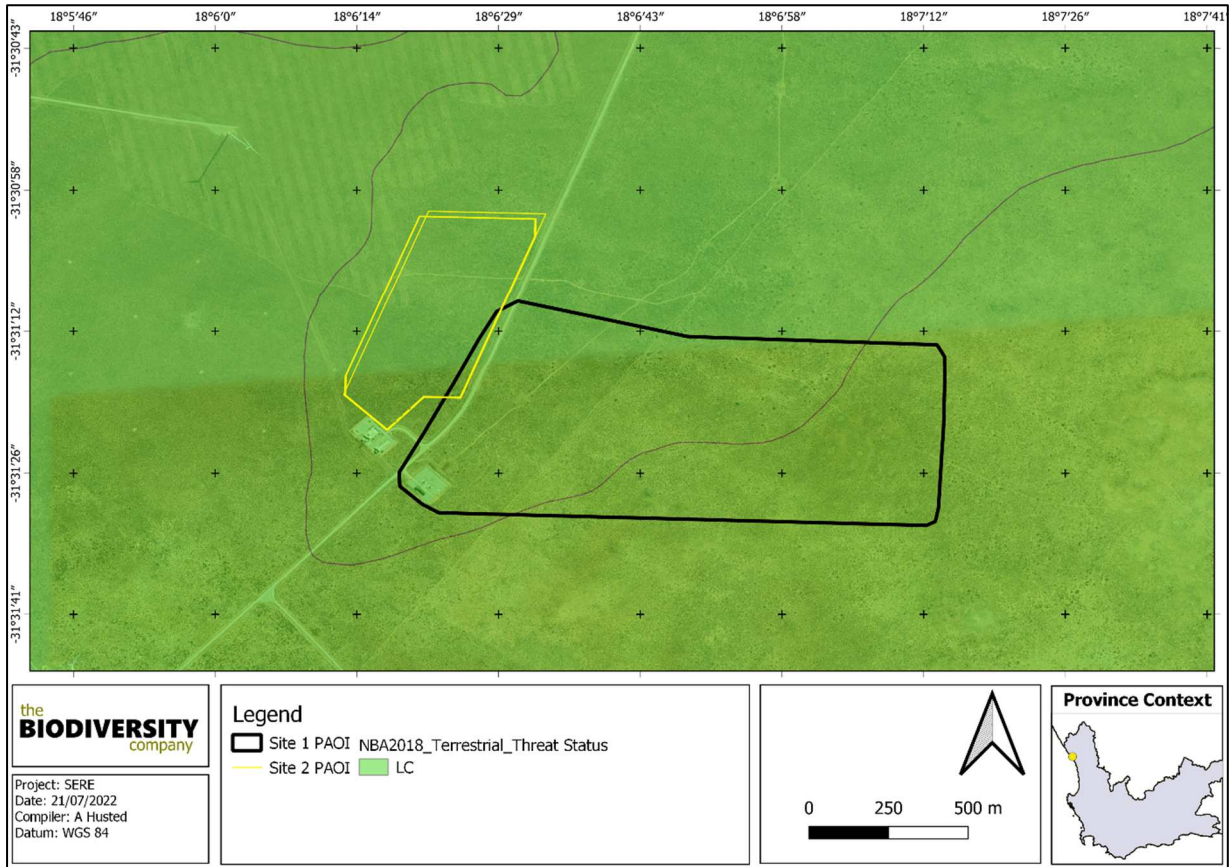 18°5'46" 18°6'0" 18°6'14" 18°6'29" 18°6'43" 18°6'58" 18°7'12" 18°7'26" 18°7'41"
-31°30'43"
-31°30'58"
-31°31'12"
-31°31'26"
-31°31'41"
the
BIODIVERSITY
company
Project: SERE
Date: 21/07/2022
Compiler: A Husted
Datum: WGS 84
Legend
Site 1 PAOI NBA2018_Terrestrial_Threat Status
Site 2 PAOI LC
0 250 500 m
Province Context